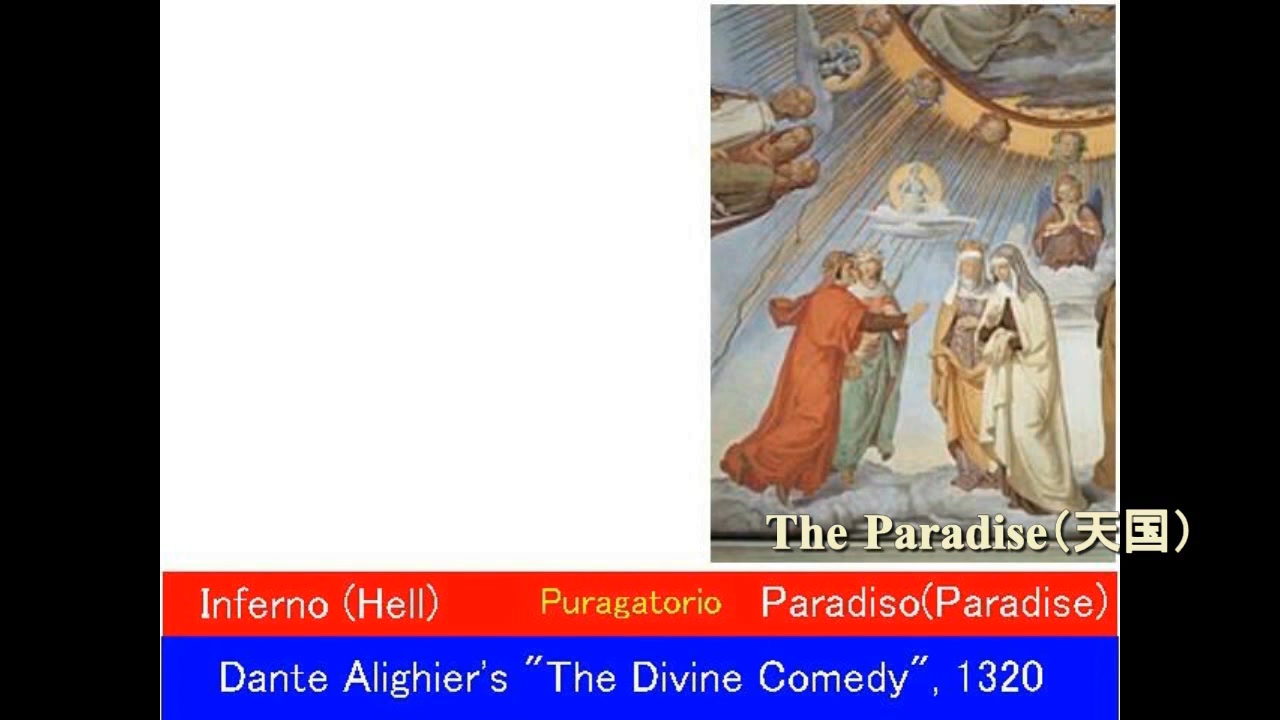 The Paradise（天国）
Inferno (Hell) Puragatorio Paradiso(Paradise)
Dante Alighier's "The Divine Comedy", 1320